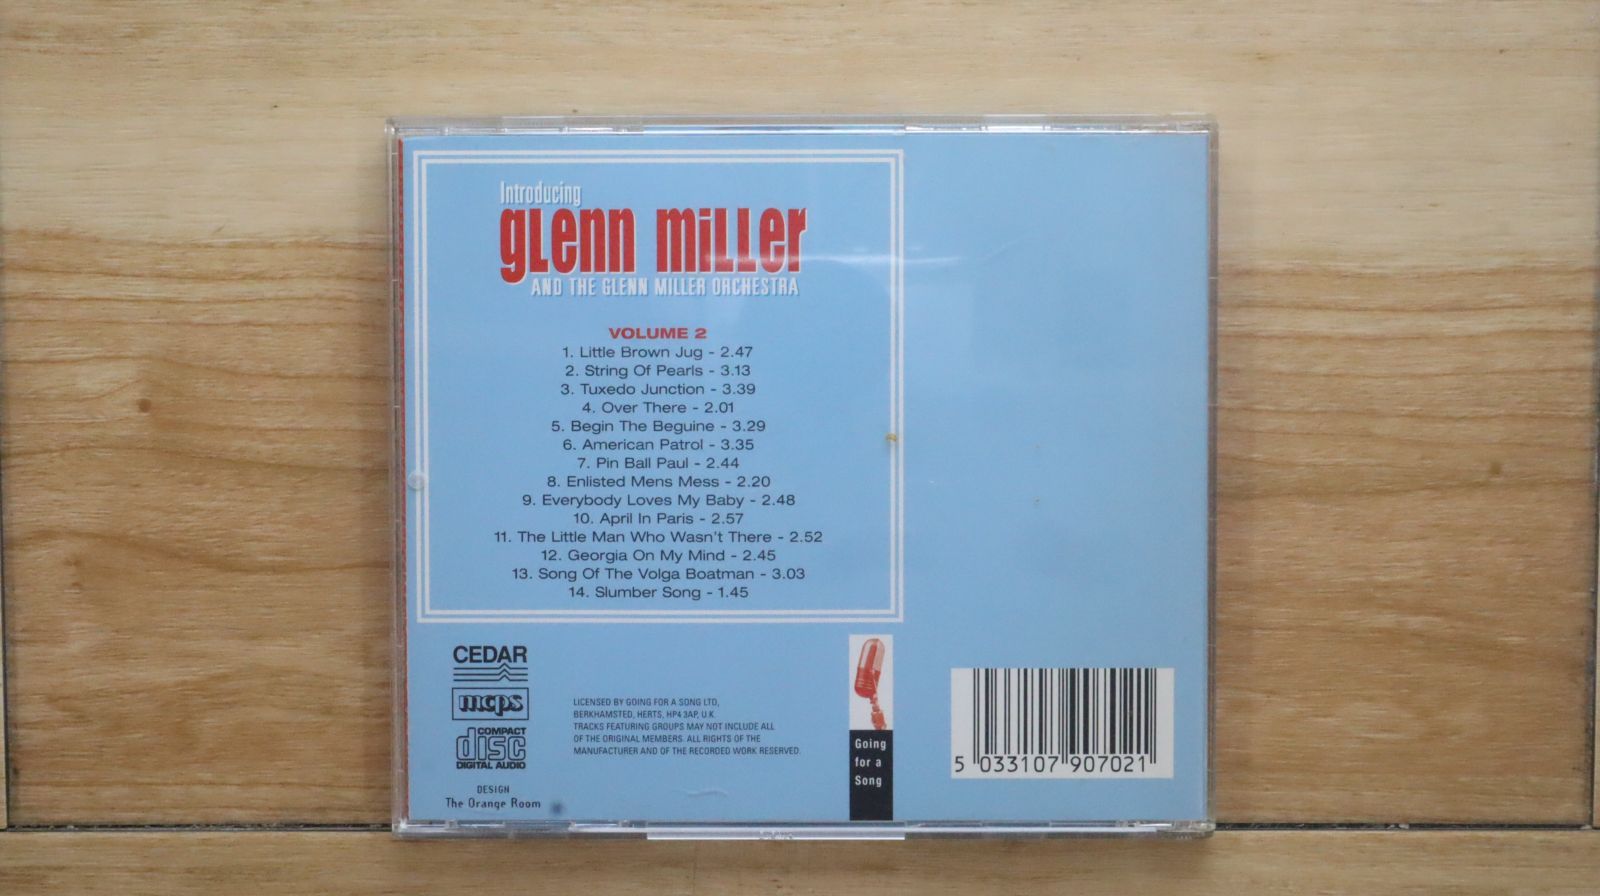 Introducing
GLENN MILLER
AND THE GLENN MILLER ORCHESTRA
VOLUME 2
1. Little Brown Jug - 2.47
2. String Of Pearls - 3.13
3. Tuxedo Junction - 3.39
4. Over There - 2.01
5. Begin The Beguine - 3.29
6. American Patrol - 3.35
7. Pin Ball Paul - 2.44
8. Enlisted Mens Mess - 2.20
9. Everybody Loves My Baby - 2.48
10. April In Paris - 2.57
11. The Little Man Who Wasn't There - 2.52
12. Georgia On My Mind - 2.45
13. Song Of The Volga Boatman - 3.03
14. Slumber Song - 1.45
CEDAR
mcps
COMPACT
disc
DIGITAL AUDIO
DESIGN
The Orange Room
LICENSED BY GOING FOR A SONG LTD,
BERKHAMSTED, HERTS, HP4 3AP, U.K.
TRACKS FEATURING GROUPS MAY NOT INCLUDE ALL
OF THE ORIGINAL MEMBERS. ALL RIGHTS OF THE
MANUFACTURER AND OF THE RECORDED WORK RESERVED.
Going
for a
Song
5 033107 907021